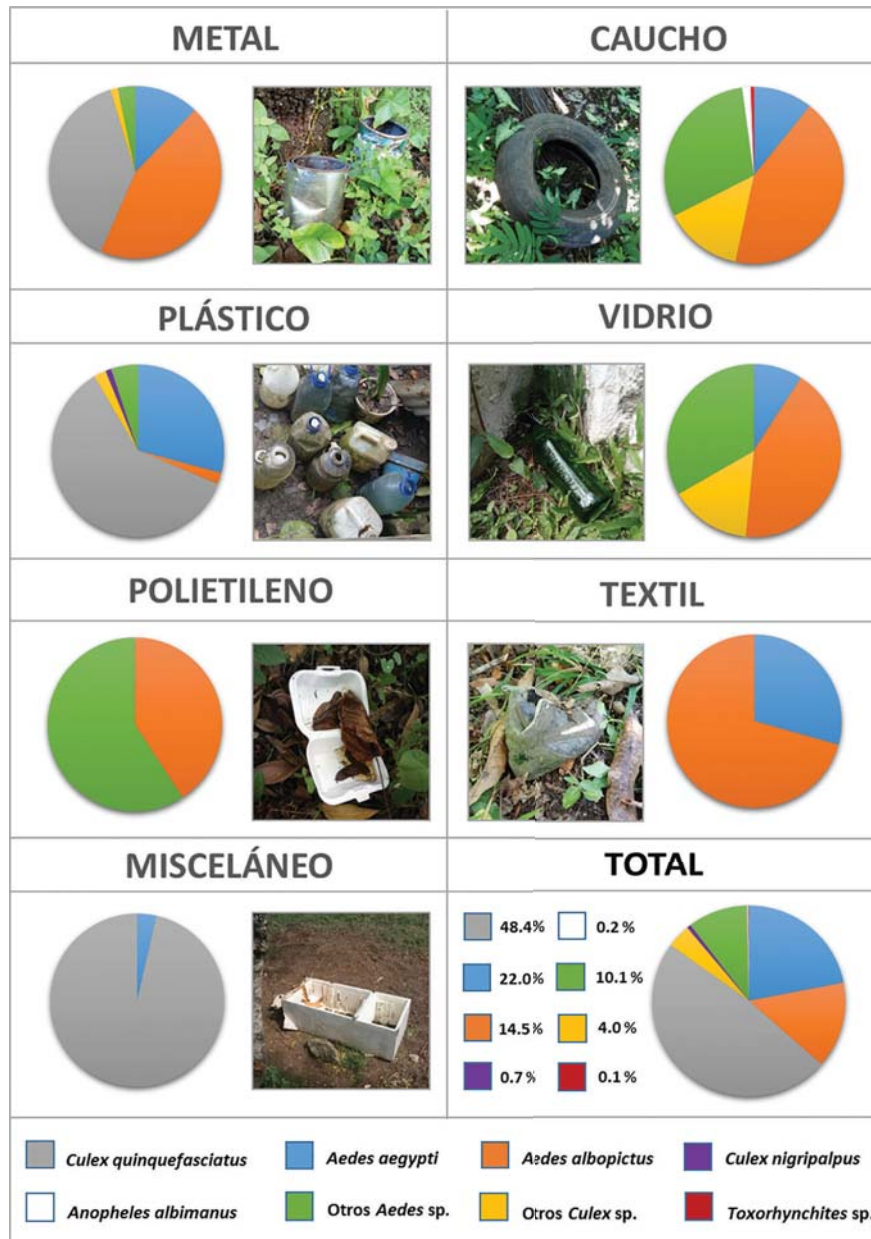 METAL
CAUCHO
PLÁSTICO
VIDRIO
POLIETILENO
TEXTIL
MISCELÁNEO
TOTAL
48.4% 0.2 %
22.0% 10.1 %
14.5% 4.0 %
0.7 % 0.1 %
Culex quinquefasciatus Aedes aegypti Aedes albopictus Culex nigripalpus
Anopheles albimanus Otros Aedes sp. Otros Culex sp. Toxorhynchites sp.